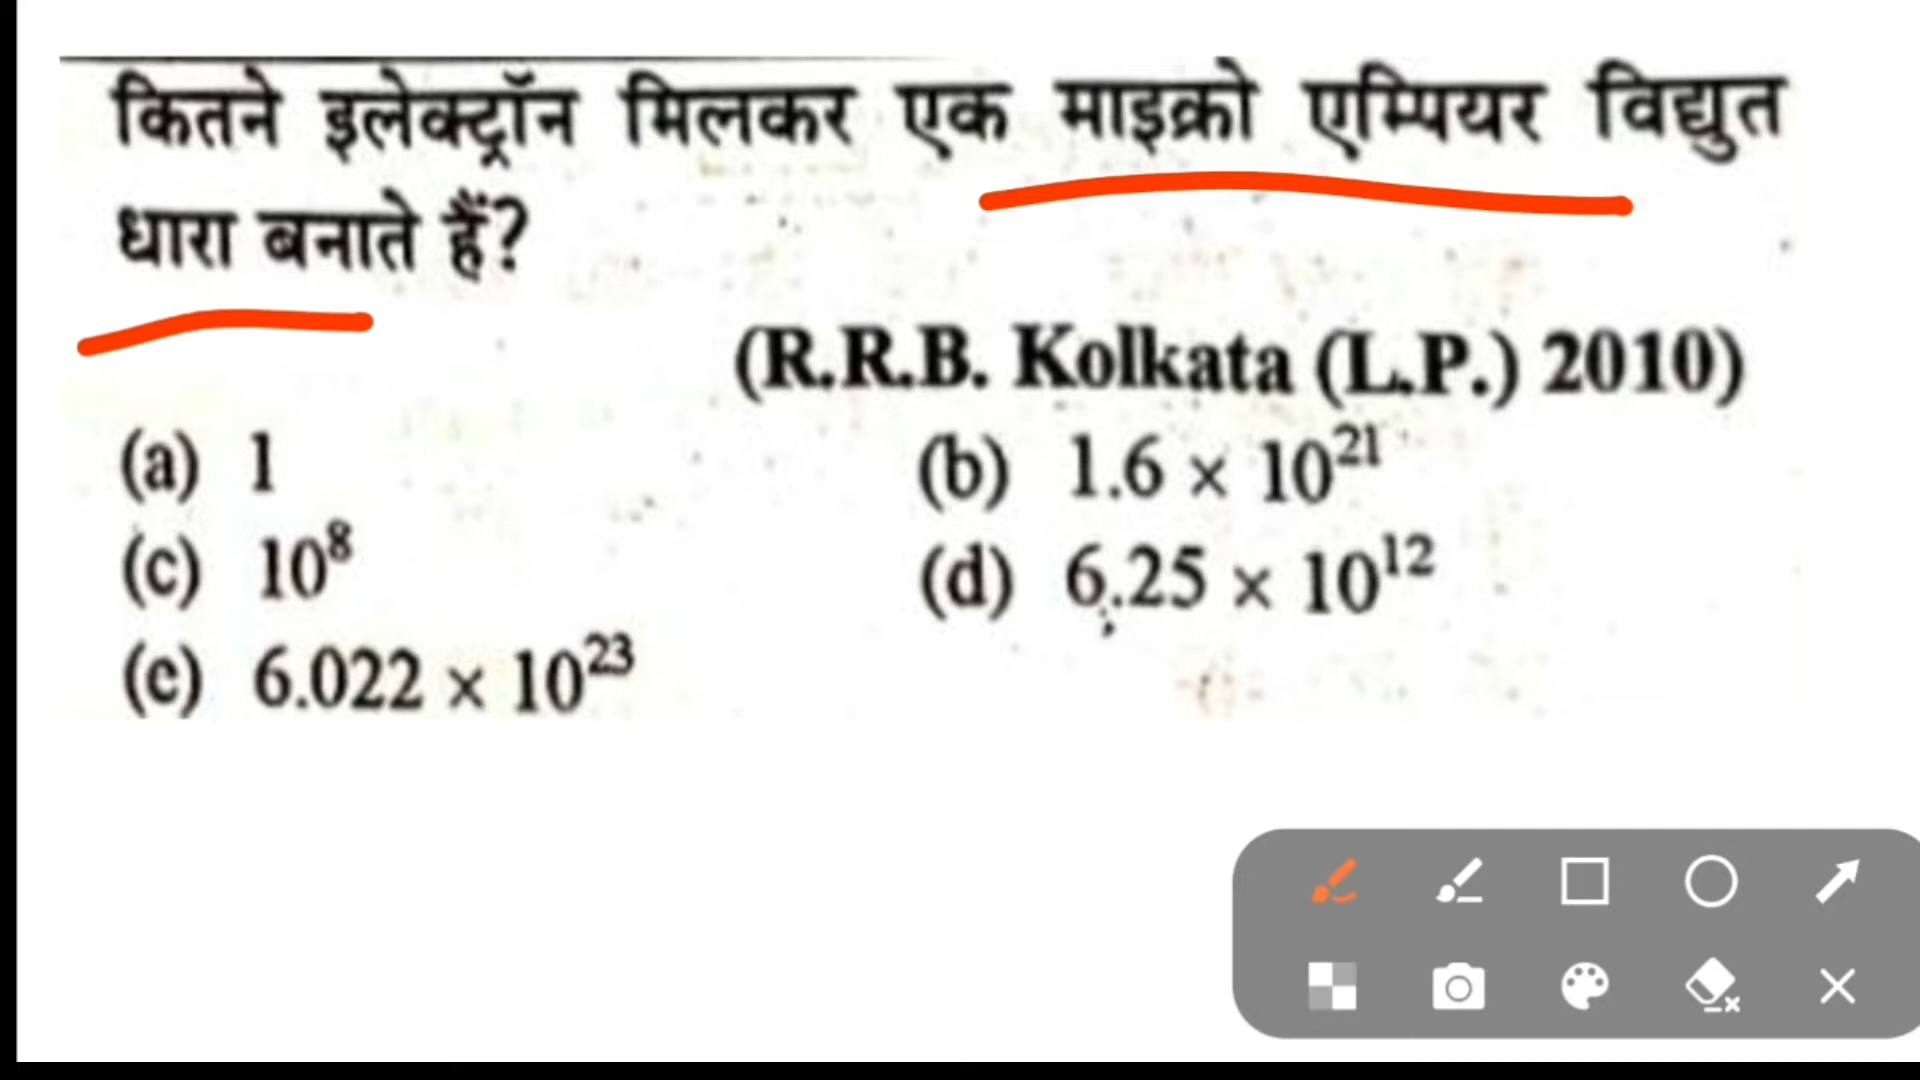 कितने इलेक्ट्रॉन मिलकर एक माइक्रो एम्पियर विद्युत
धारा बनाते हैं?
(R.R.B. Kolkata (L.P.) 2010)
(a) 1
(b) 1.6 × 10²¹
(c) 10⁸
(d) 6.25 × 10¹²
(e) 6.022 × 10²³